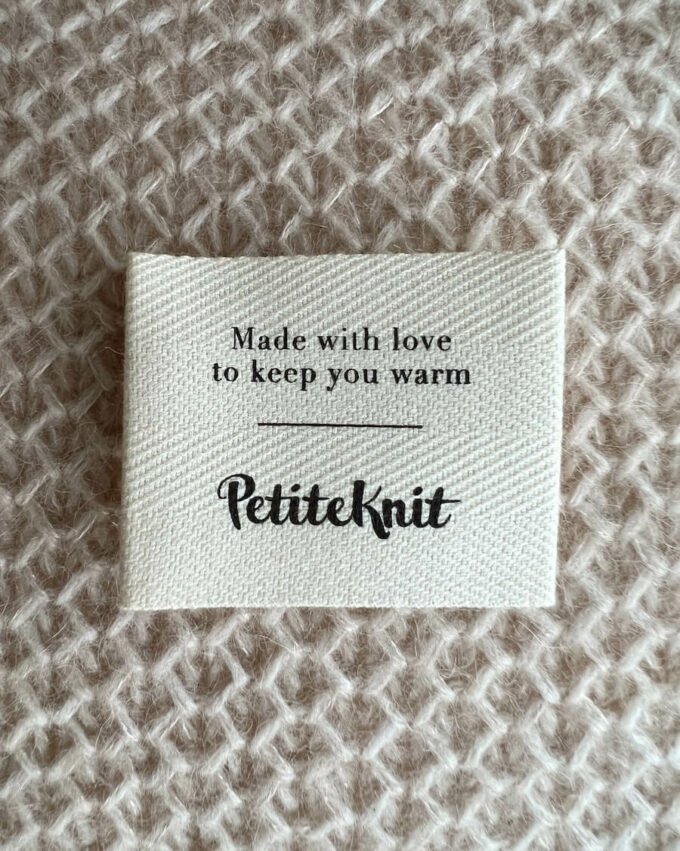 Made with love
to keep you warm
PetiteKnit